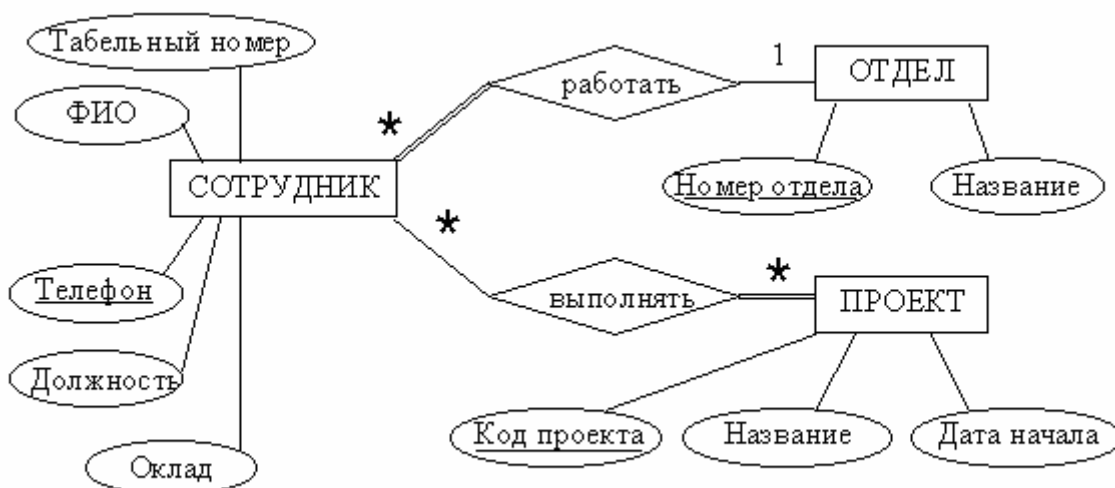 Табельный номер
ФИО
СОТРУДНИК
Телефон
Должность
Оклад
*
работать
1
ОТДЕЛ
Номер отдела
Название
*
выполнять
*
ПРОЕКТ
Код проекта
Название
Дата начала